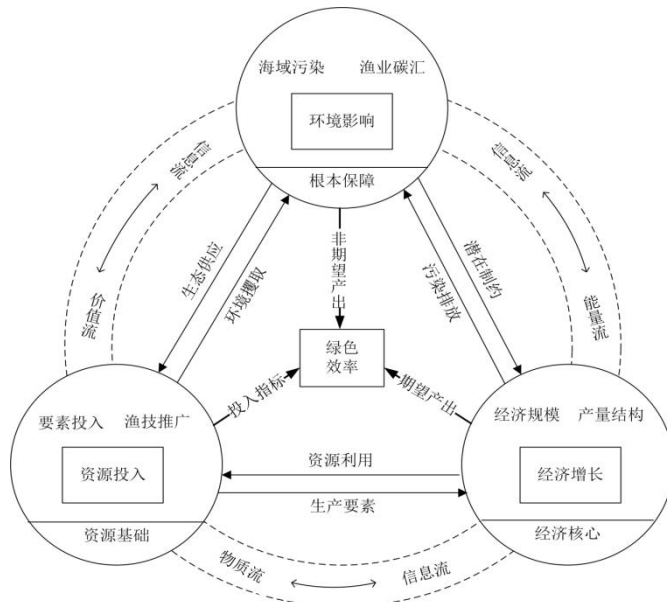 海域污染 渔业碳汇
环境影响
根本保障
信息流
信息流
价值流
能量流
生态供应
环境攫取
非期望产出
污染排放
潜在制约
绿色
效率
投入指标
期望产出
要素投入 渔技推广
资源投入
资源基础
资源利用
生产要素
经济规模 产量结构
经济增长
经济核心
物质流
信息流